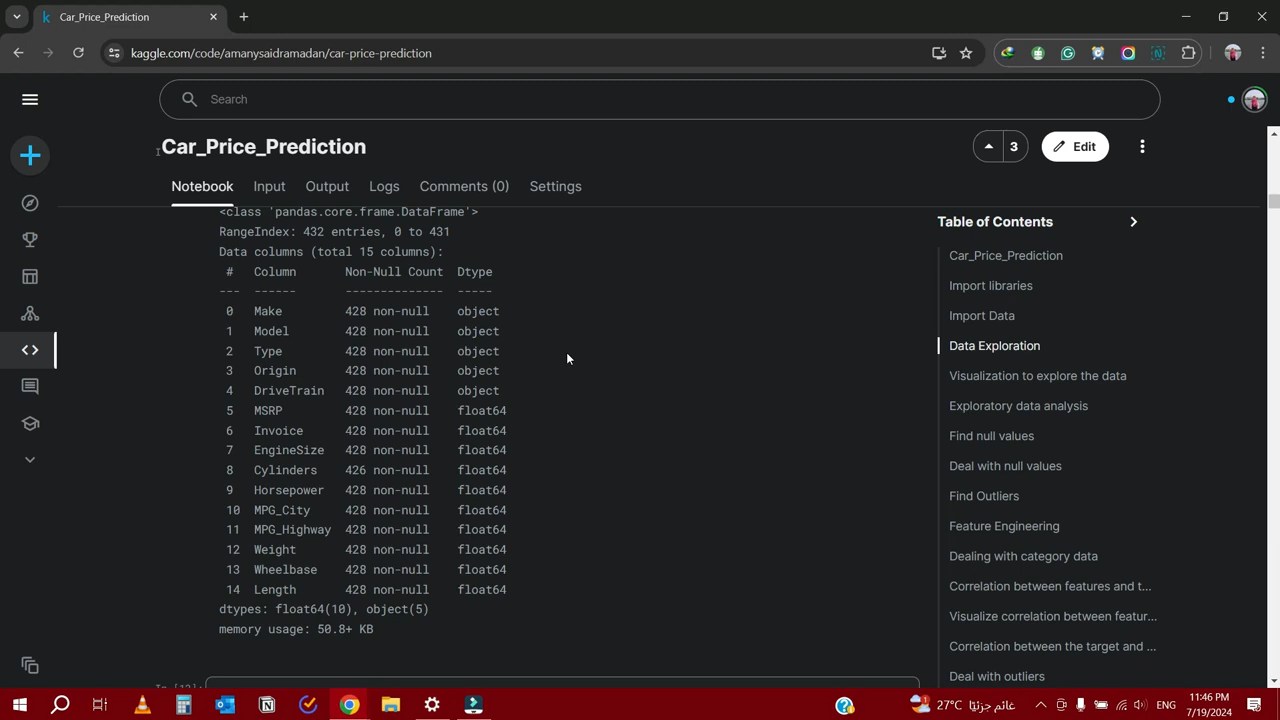 Car_Price_Prediction
kaggle.com/code/amanysaidramadan/car-price-prediction
Search
Car_Price_Prediction
3
Edit
Notebook Input Output Logs Comments (0) Settings
<class 'pandas.core.frame.DataFrame'>
RangeIndex: 432 entries, 0 to 431
Data columns (total 15 columns):
# Column Non-Null Count Dtype
--- ------ -------------- -----
0 Make 428 non-null object
1 Model 428 non-null object
2 Type 428 non-null object
3 Origin 428 non-null object
4 DriveTrain 428 non-null object
5 MSRP 428 non-null float64
6 Invoice 428 non-null float64
7 EngineSize 428 non-null float64
8 Cylinders 426 non-null float64
9 Horsepower 428 non-null float64
10 MPG_City 428 non-null float64
11 MPG_Highway 428 non-null float64
12 Weight 428 non-null float64
13 Wheelbase 428 non-null float64
14 Length 428 non-null float64
dtypes: float64(10), object(5)
memory usage: 50.8+ KB
Table of Contents
Car_Price_Prediction
Import libraries
Import Data
Data Exploration
Visualization to explore the data
Exploratory data analysis
Find null values
Deal with null values
Find Outliers
Feature Engineering
Dealing with category data
Correlation between features and t...
Visualize correlation between featur...
Correlation between the target and ...
Deal with outliers
27°C غائم جزئيًا
ENG
11:46 PM
7/19/2024